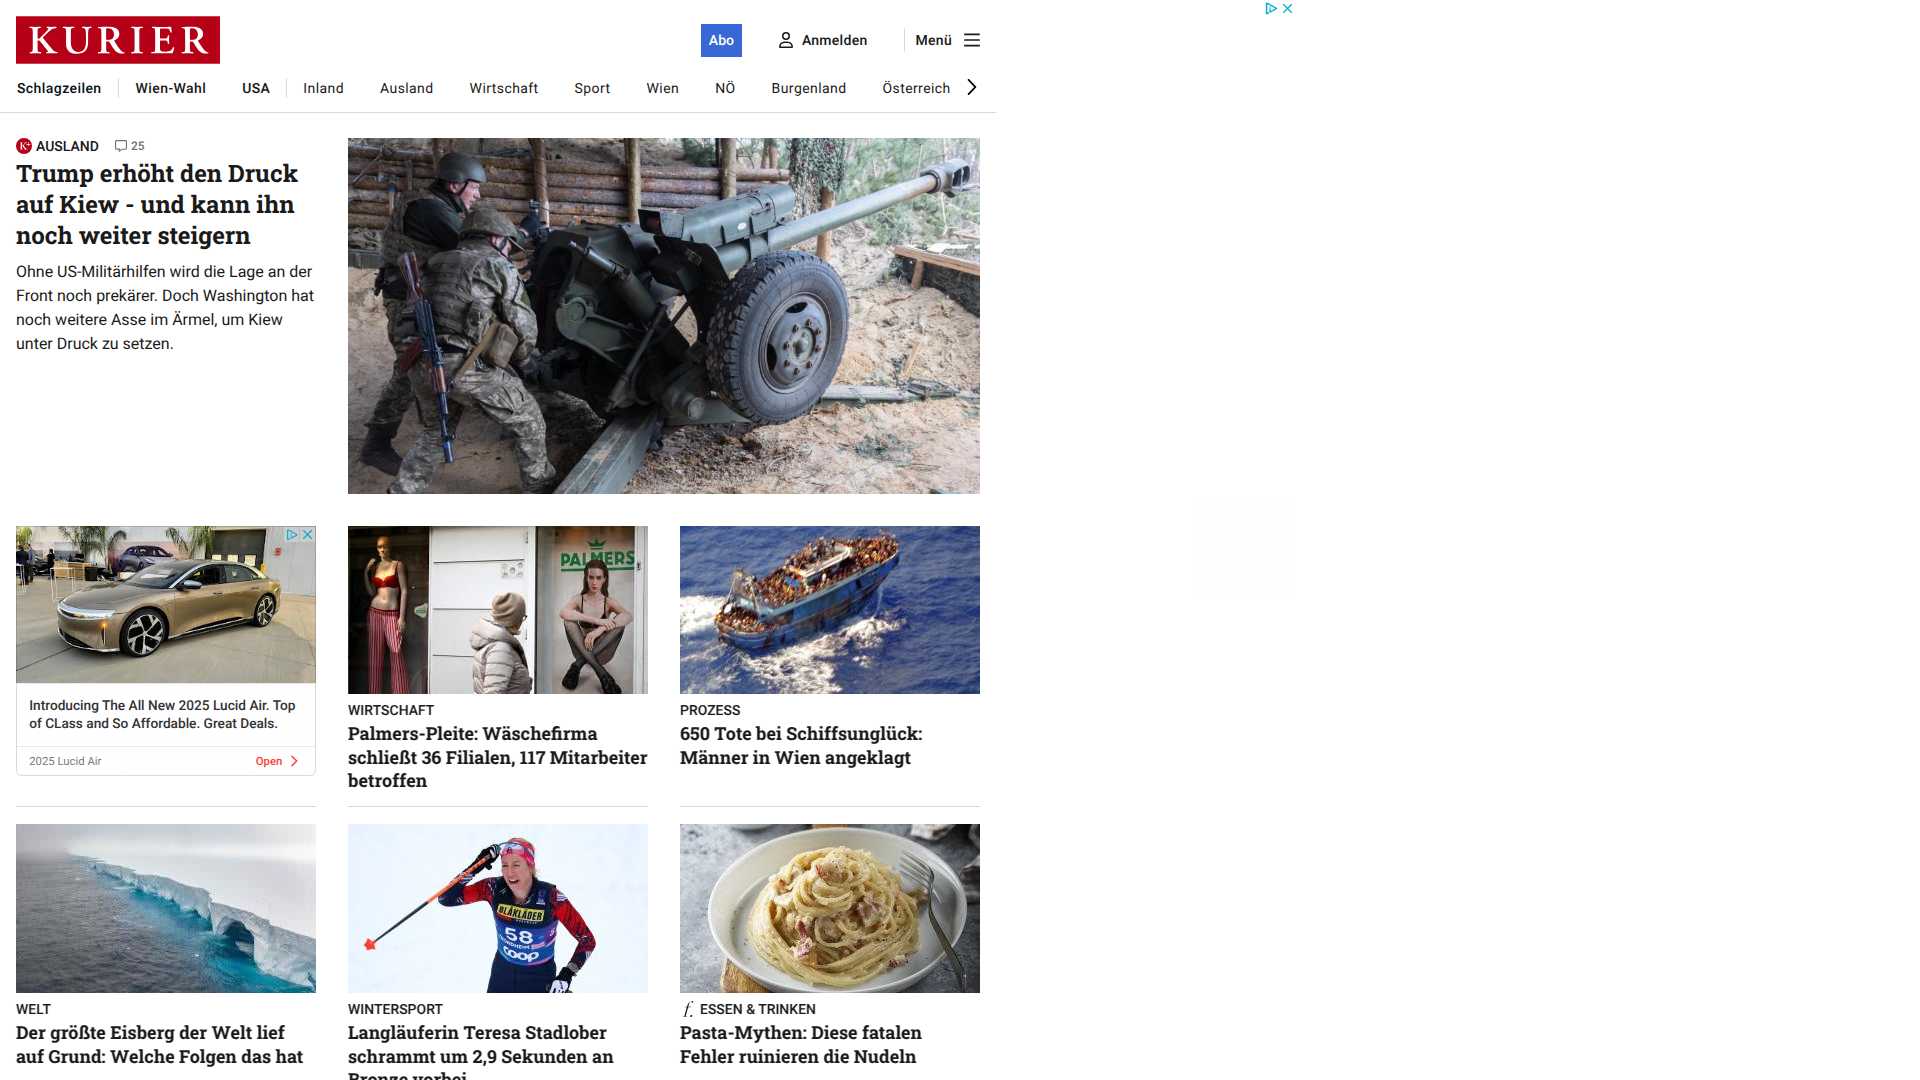 KURIER
Abo
Anmelden
Menü
Schlagzeilen
Wien-Wahl
USA
Inland
Ausland
Wirtschaft
Sport
Wien
NÖ
Burgenland
Österreich
K+ AUSLAND 25
Trump erhöht den Druck
auf Kiew - und kann ihn
noch weiter steigern
Ohne US-Militärhilfen wird die Lage an der
Front noch prekärer. Doch Washington hat
noch weitere Asse im Ärmel, um Kiew
unter Druck zu setzen.
Introducing The All New 2025 Lucid Air. Top
of CLass and So Affordable. Great Deals.
2025 Lucid Air
Open
PALMERS
WIRTSCHAFT
Palmers-Pleite: Wäschefirma
schließt 36 Filialen, 117 Mitarbeiter
betroffen
PROZESS
650 Tote bei Schiffsunglück:
Männer in Wien angeklagt
WELT
Der größte Eisberg der Welt lief
auf Grund: Welche Folgen das hat
BLÅKLÄDER
58
coop
WINTERSPORT
Langläuferin Teresa Stadlober
schrammt um 2,9 Sekunden an
Bronze vorbei
f. ESSEN & TRINKEN
Pasta-Mythen: Diese fatalen
Fehler ruinieren die Nudeln